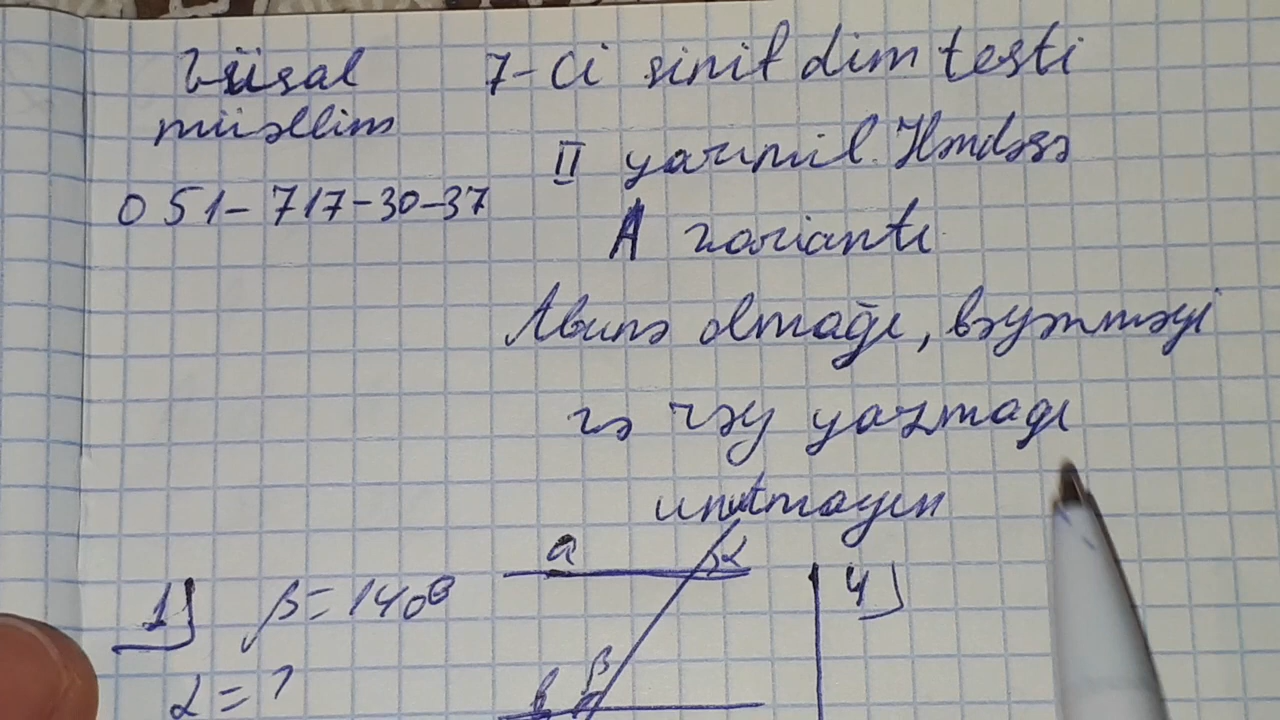 Vüsal
müəllim
051-717-30-37
7-ci sinif dim testi
II yarımil. Həndəsə
A variantı
Abunə olmağı, bəyənməyi
və rəy yazmağı
unutmayın
1) β=140°
α=?
a
α
b
β
4)